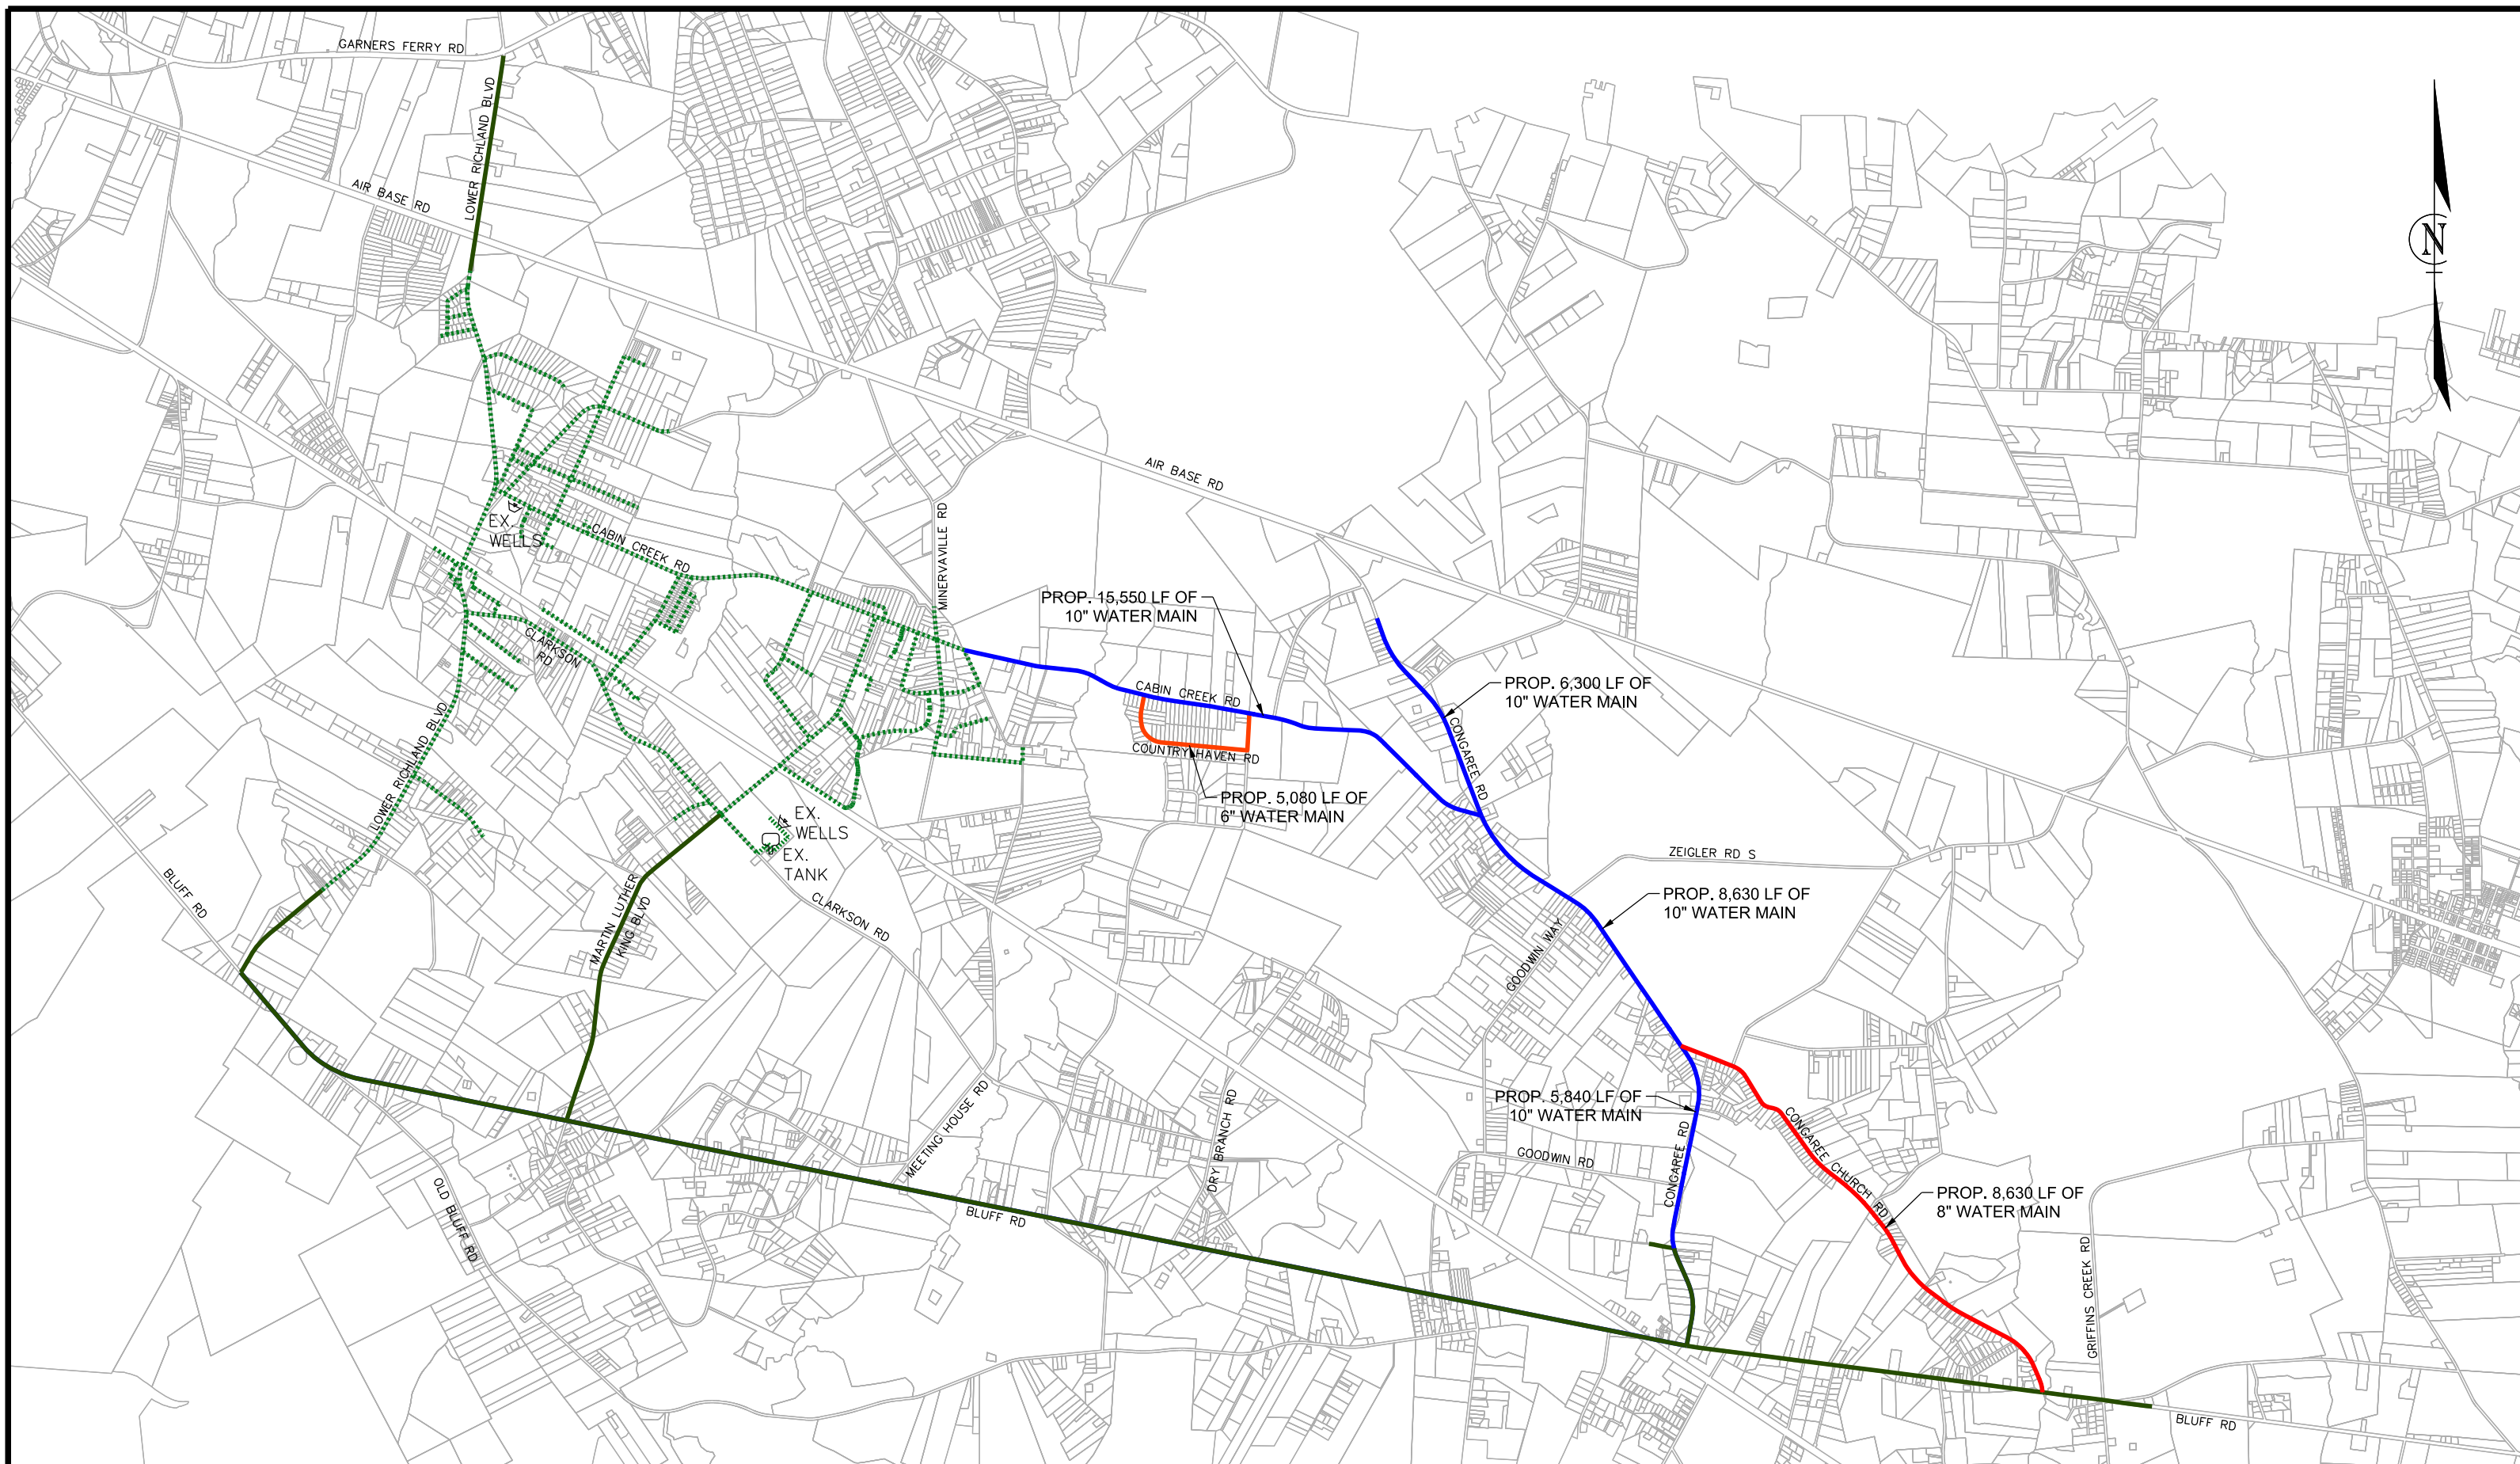 GARNERS FERRY RD
LOWER RICHLAND BLVD
AIR BASE RD
N
AIR BASE RD
EX.
WELLS
CABIN CREEK RD
MINERVAVILLE RD
CLARKSON
RD
PROP. 15,550 LF OF
10" WATER MAIN
CABIN CREEK RD
PROP. 6,300 LF OF
10" WATER MAIN
CONGAREE RD
COUNTRY HAVEN RD
PROP. 5,080 LF OF
6" WATER MAIN
LOWER RICHLAND BLVD
EX.
WELLS
EX.
TANK
BLUFF RD
MARTIN LUTHER
KING BLVD
CLARKSON RD
ZEIGLER RD S
PROP. 8,630 LF OF
10" WATER MAIN
GOODWIN WAY
PROP. 5,840 LF OF
10" WATER MAIN
MEETING HOUSE RD
DRY BRANCH RD
GOODWIN RD
CONGAREE RD
CONGAREE CHURCH RD
PROP. 8,630 LF OF
8" WATER MAIN
OLD BLUFF RD
BLUFF RD
GRIFFINS CREEK RD
BLUFF RD